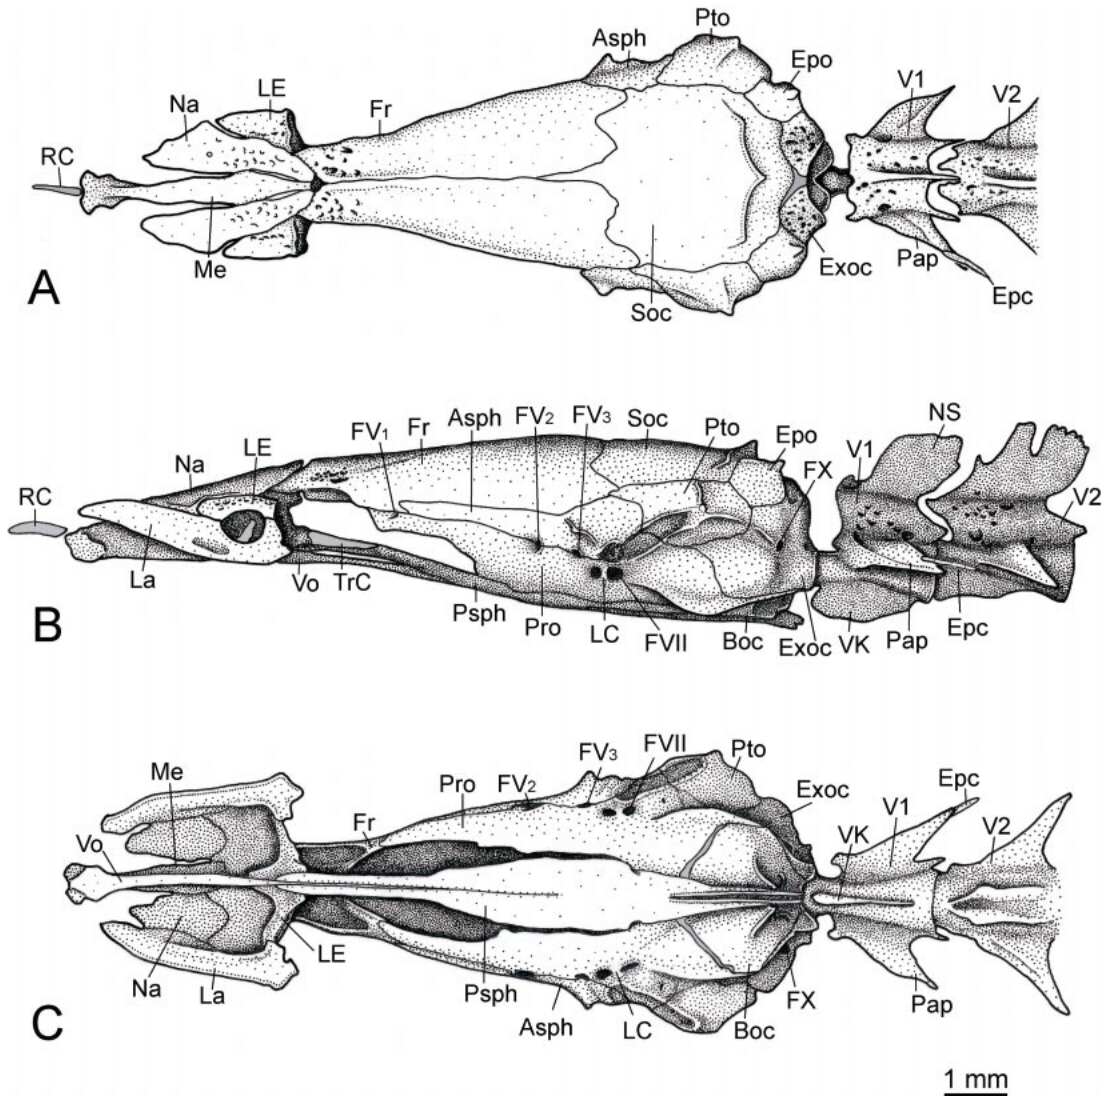 Pto
Asph
Epo
LE
V1
V2
Na
Fr
RC
Me
Exoc
Pap
Epc
Soc
A
NS
Asph
FV2
FV3
Soc
Pto
Epo
V1
FX
FV1
Fr
LE
Na
RC
V2
La
Vo
TrC
Psph
Pro
LC
FVII
Boc
Exoc
VK
Pap
Epc
B
FV3
FVII
Pto
Me
Pro
FV2
Exoc
Epc
V1
Fr
VK
V2
Vo
LE
Na
La
Psph
Asph
LC
Boc
FX
Pap
C
1 mm